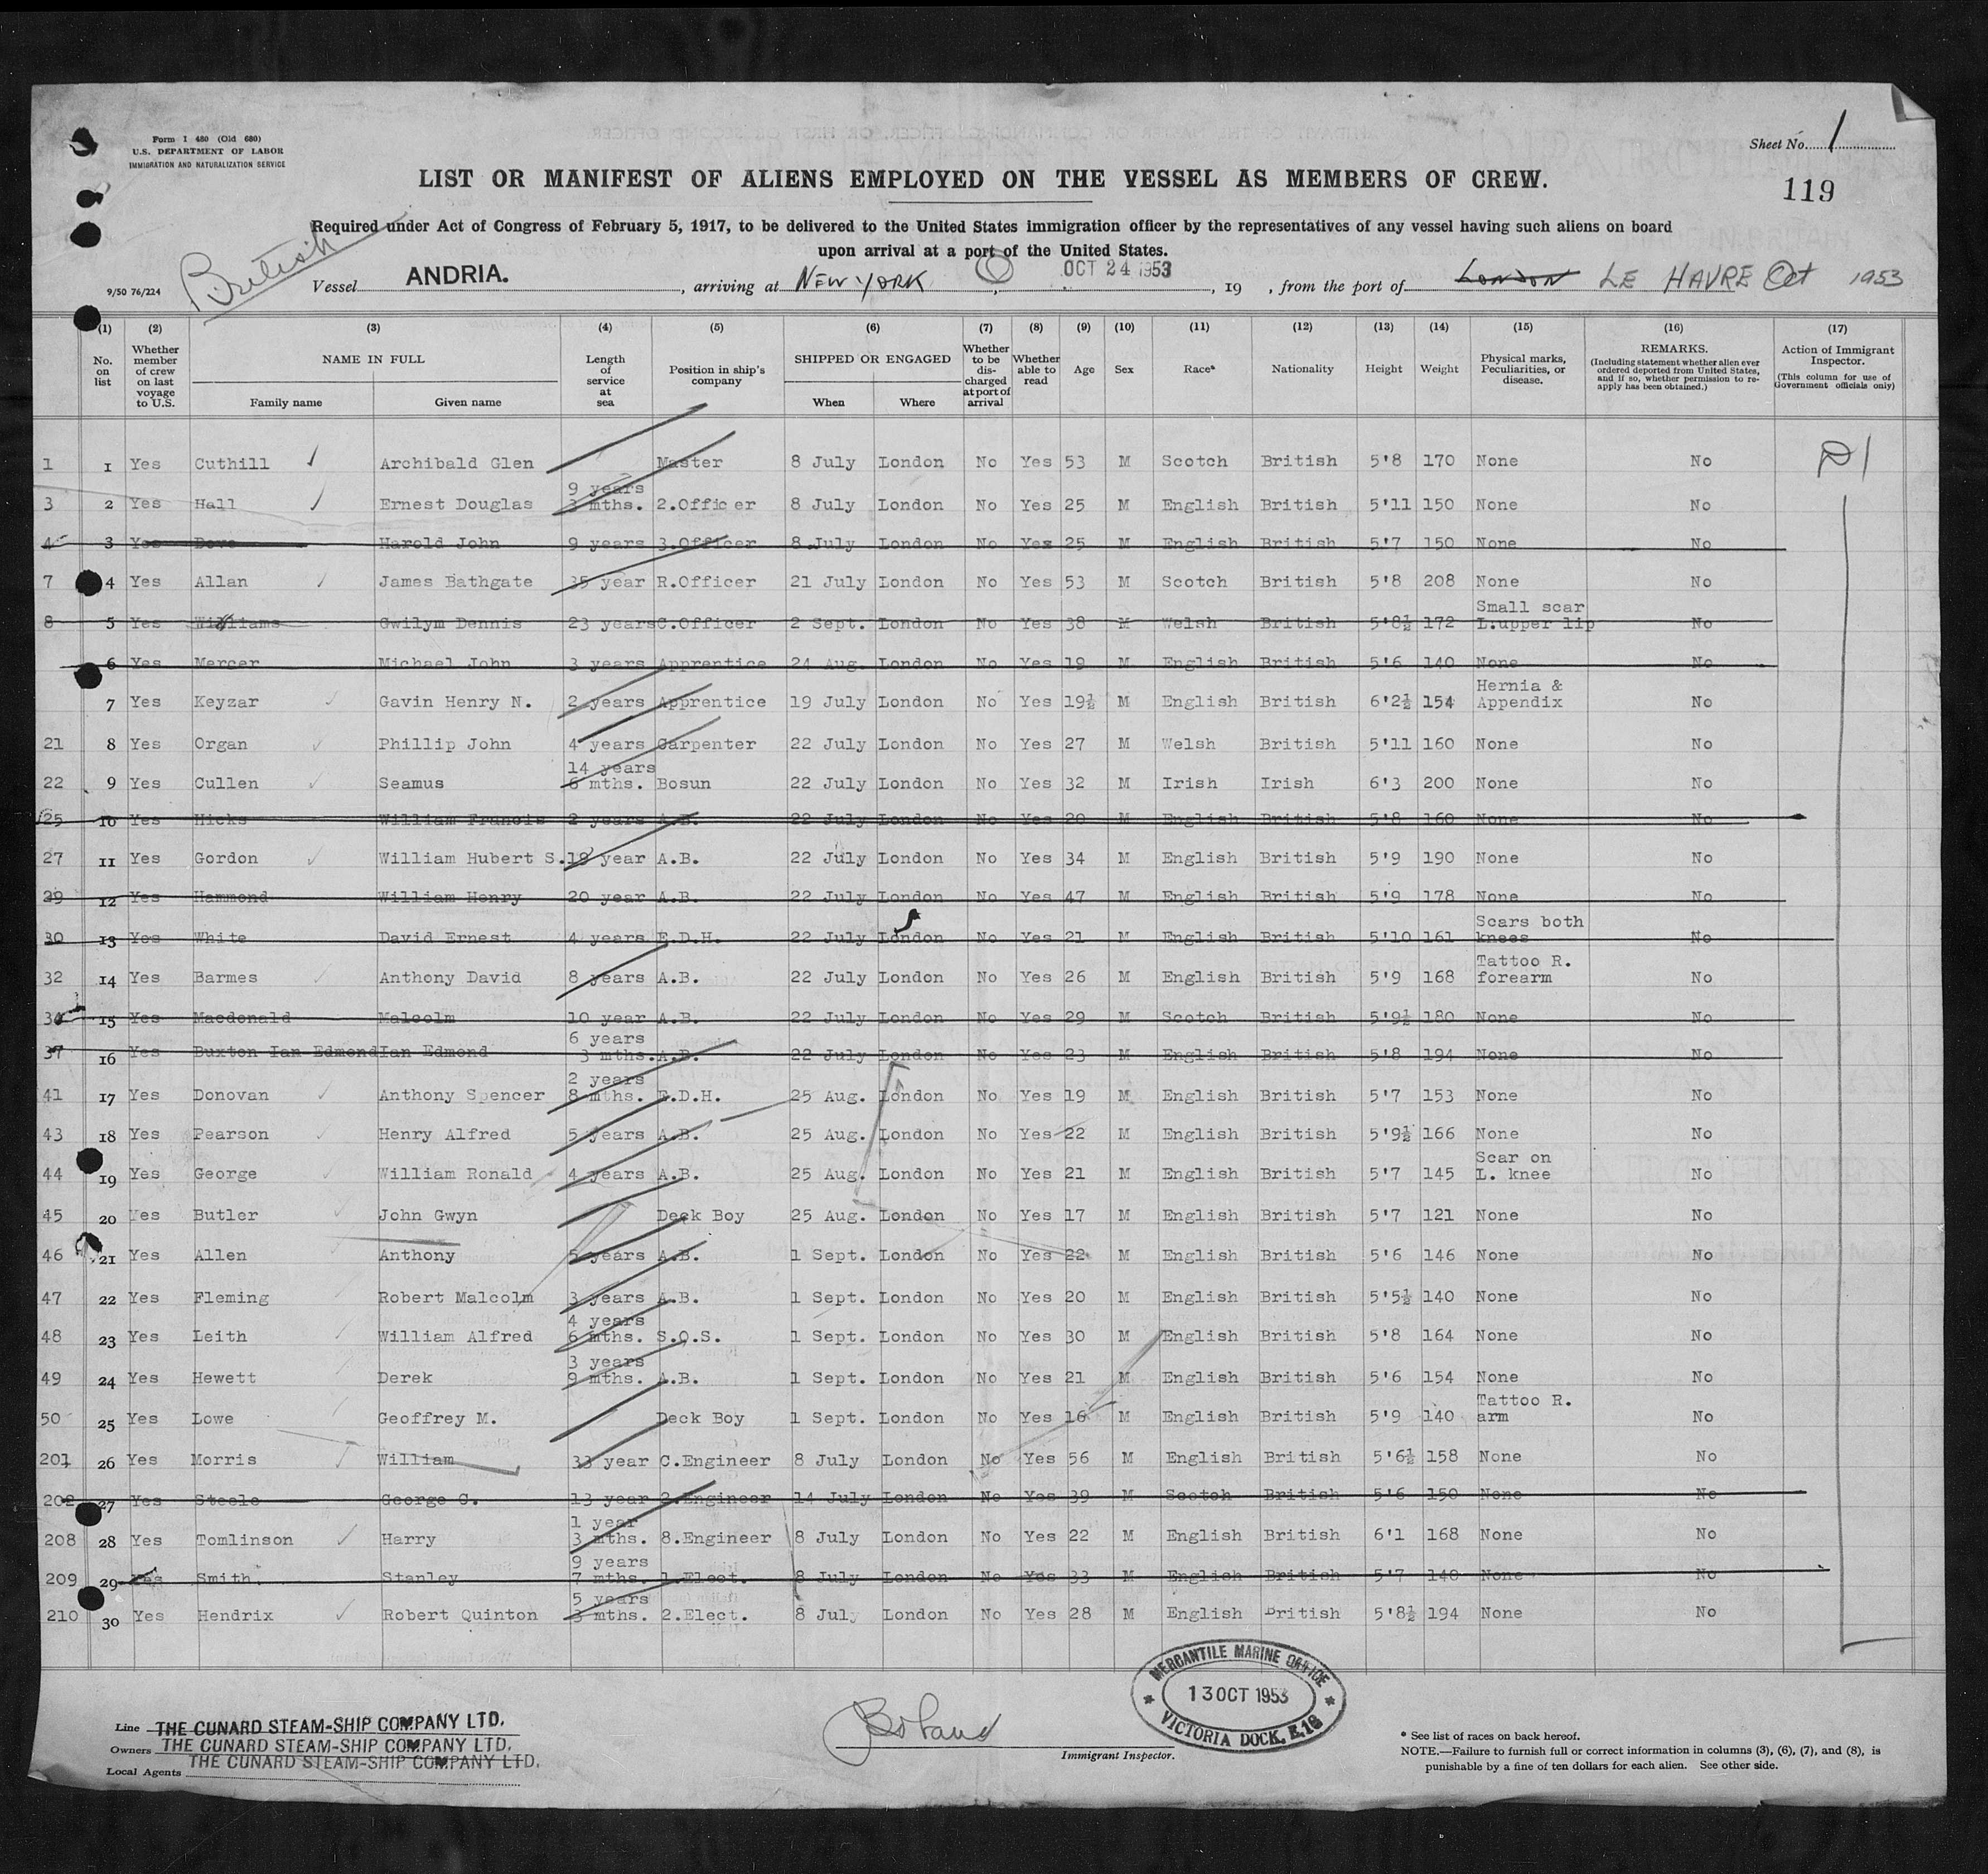 Form I 480 (Old 680)
U.S. DEPARTMENT OF LABOR
IMMIGRATION AND NATURALIZATION SERVICE
Sheet No. 1
LIST OR MANIFEST OF ALIENS EMPLOYED ON THE VESSEL AS MEMBERS OF CREW.
119
Required under Act of Congress of February 5, 1917, to be delivered to the United States immigration officer by the representatives of any vessel having such aliens on board
upon arrival at a port of the United States.
British
9/50 76/224
Vessel ANDRIA. , arriving at NEW YORK , OCT 24 1953 , 19 , from the port of LONDON LE HAVRE Oct 1953
(1) (2) (3) (4) (5) (6) (7) (8) (9) (10) (11) (12) (13) (14) (15) (16) (17)
No. on list
Whether member of crew on last voyage to U.S.
NAME IN FULL
Family name
Given name
Length of service at sea
Position in ship's company
SHIPPED OR ENGAGED
When
Where
Whether to be discharged at port of arrival
Whether able to read
Age
Sex
Race*
Nationality
Height
Weight
Physical marks, Peculiarities, or disease.
REMARKS.
(Including statement whether alien ever ordered deported from United States, and if so, whether permission to re-apply has been obtained.)
Action of Immigrant Inspector.
(This column for use of Government officials only)
1 1 Yes Cuthill Archibald Glen Master 8 July London No Yes 53 M Scotch British 5'8 170 None No
3 2 Yes Hall Ernest Douglas 9 years 3 mths. 2.Officer 8 July London No Yes 25 M English British 5'11 150 None No
4 3 Yes Dove Harold John 9 years 3.Officer 8 July London No Yes 25 M English British 5'7 150 None No
7 4 Yes Allan James Bathgate 35 year R.Officer 21 July London No Yes 53 M Scotch British 5'8 208 None No
8 5 Yes Williams Gwilym Dennis 23 years C.Officer 2 Sept. London No Yes 38 M Welsh British 5'8½ 172 Small scar L.upper lip No
6 Yes Mercer Michael John 3 years Apprentice 24 Aug. London No Yes 19 M English British 5'6 140 None No
7 Yes Keyzar Gavin Henry N. 2 years Apprentice 19 July London No Yes 19½ M English British 6'2½ 154 Hernia & Appendix No
21 8 Yes Organ Phillip John 4 years Carpenter 22 July London No Yes 27 M Welsh British 5'11 160 None No
22 9 Yes Cullen Seamus 14 years 6 mths. Bosun 22 July London No Yes 32 M Irish Irish 6'3 200 None No
25 10 Yes Hicks William Francis 2 years A.B. 22 July London No Yes 20 M English British 5'8 160 None No
27 11 Yes Gordon William Hubert S. 18 year A.B. 22 July London No Yes 34 M English British 5'9 190 None No
29 12 Yes Hammond William Henry 20 year A.B. 22 July London No Yes 47 M English British 5'9 178 None No
30 13 Yes White David Ernest 4 years E.D.H. 22 July London No Yes 21 M English British 5'10 161 Scars both knees No
32 14 Yes Barmes Anthony David 8 years A.B. 22 July London No Yes 26 M English British 5'9 168 Tattoo R. forearm No
15 Yes Macdonald Malcolm 10 year A.B. 22 July London No Yes 29 M Scotch British 5'9½ 180 None No
37 16 Yes Buxton Ian Edmond Ian Edmond 6 years 3 mths. A.B. 22 July London No Yes 23 M English British 5'8 194 None No
41 17 Yes Donovan Anthony Spencer 2 years 8 mths. E.D.H. 25 Aug. London No Yes 19 M English British 5'7 153 None No
43 18 Yes Pearson Henry Alfred 5 years A.B. 25 Aug. London No Yes 22 M English British 5'9½ 166 None No
44 19 Yes George William Ronald 4 years A.B. 25 Aug. London No Yes 21 M English British 5'7 145 Scar on L. knee No
45 20 Yes Butler John Gwyn Deck Boy 25 Aug. London No Yes 17 M English British 5'7 121 None No
46 21 Yes Allen Anthony 5 years A.B. 1 Sept. London No Yes 22 M English British 5'6 146 None No
47 22 Yes Fleming Robert Malcolm 3 years A.B. 1 Sept. London No Yes 20 M English British 5'5½ 140 None No
48 23 Yes Leith William Alfred 4 years 6 mths. S.O.S. 1 Sept. London No Yes 30 M English British 5'8 164 None No
49 24 Yes Hewett Derek 3 years 9 mths. A.B. 1 Sept. London No Yes 21 M English British 5'6 154 None No
50 25 Yes Lowe Geoffrey M. Deck Boy 1 Sept. London No Yes 16 M English British 5'9 140 Tattoo R. arm No
201 26 Yes Morris William 33 year C.Engineer 8 July London No Yes 56 M English British 5'6½ 158 None No
202 27 Yes Steele George C. 13 year 2.Engineer 14 July London No Yes 39 M Scotch British 5'6 150 None No
208 28 Yes Tomlinson Harry 1 year 3 mths. 8.Engineer 8 July London No Yes 22 M English British 6'1 168 None No
209 29 Yes Smith. Stanley 9 years 7 mths. 1.Elect. 8 July London No Yes 33 M English British 5'7 140 None No
210 30 Yes Hendrix Robert Quinton 5 years 3 mths. 2.Elect. 8 July London No Yes 28 M English British 5'8½ 194 None No
MERCANTILE MARINE OFFICE
13 OCT 1953
VICTORIA DOCK, E.16
Line THE CUNARD STEAM-SHIP COMPANY LTD.
Owners THE CUNARD STEAM-SHIP COMPANY LTD.
Local Agents THE CUNARD STEAM-SHIP COMPANY LTD.
Immigrant Inspector.
* See list of races on back hereof.
NOTE.—Failure to furnish full or correct information in columns (3), (6), (7), and (8), is
punishable by a fine of ten dollars for each alien. See other side.